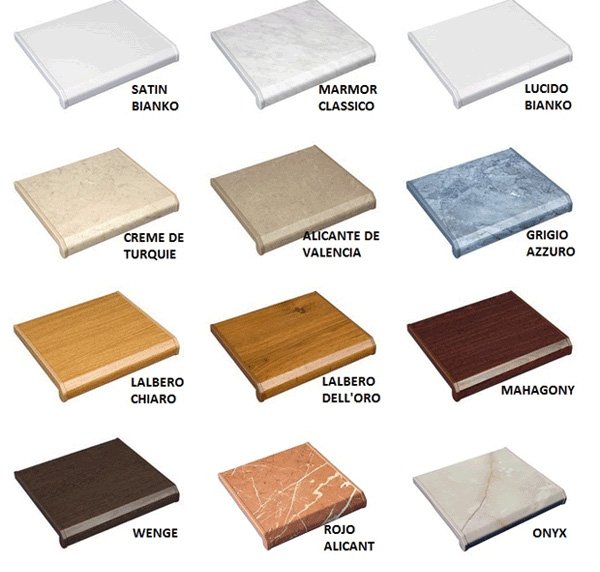 SATIN
BIANKO
MARMOR
CLASSICO
LUCIDO
BIANKO
CREME DE
TURQUIE
ALICANTE DE
VALENCIA
GRIGIO
AZZURO
LALBERO
CHIARO
LALBERO
DELL'ORO
MAHAGONY
WENGE
ROJO
ALICANT
ONYX